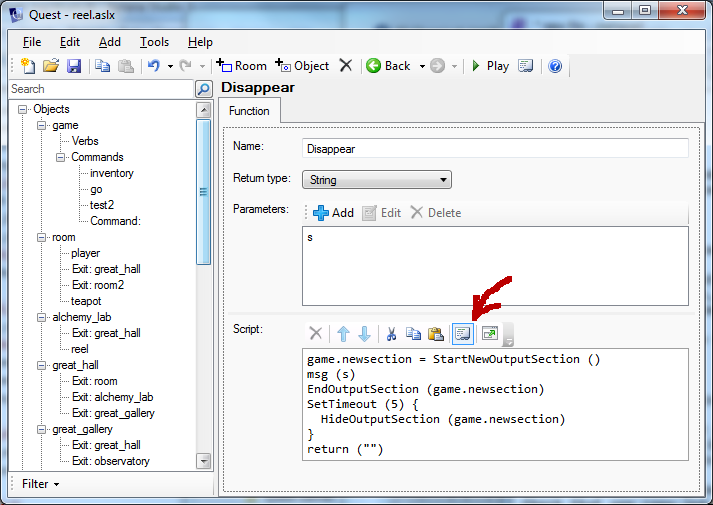 Quest - reel.aslx
File Edit Add Tools Help
Room Object Back Play
Search
Objects
game
Verbs
Commands
inventory
go
test2
Command:
room
player
Exit: great_hall
Exit: room2
teapot
alchemy_lab
Exit: great_hall
reel
great_hall
Exit: room
Exit: alchemy_lab
Exit: great_gallery
great_gallery
Exit: great_hall
Exit: observatory
Filter
Disappear
Function
Name: Disappear
Return type: String
Parameters: Add Edit Delete
s
Script:
game.newsection = StartNewOutputSection ()
msg (s)
EndOutputSection (game.newsection)
SetTimeout (5) {
  HideOutputSection (game.newsection)
}
return ("")